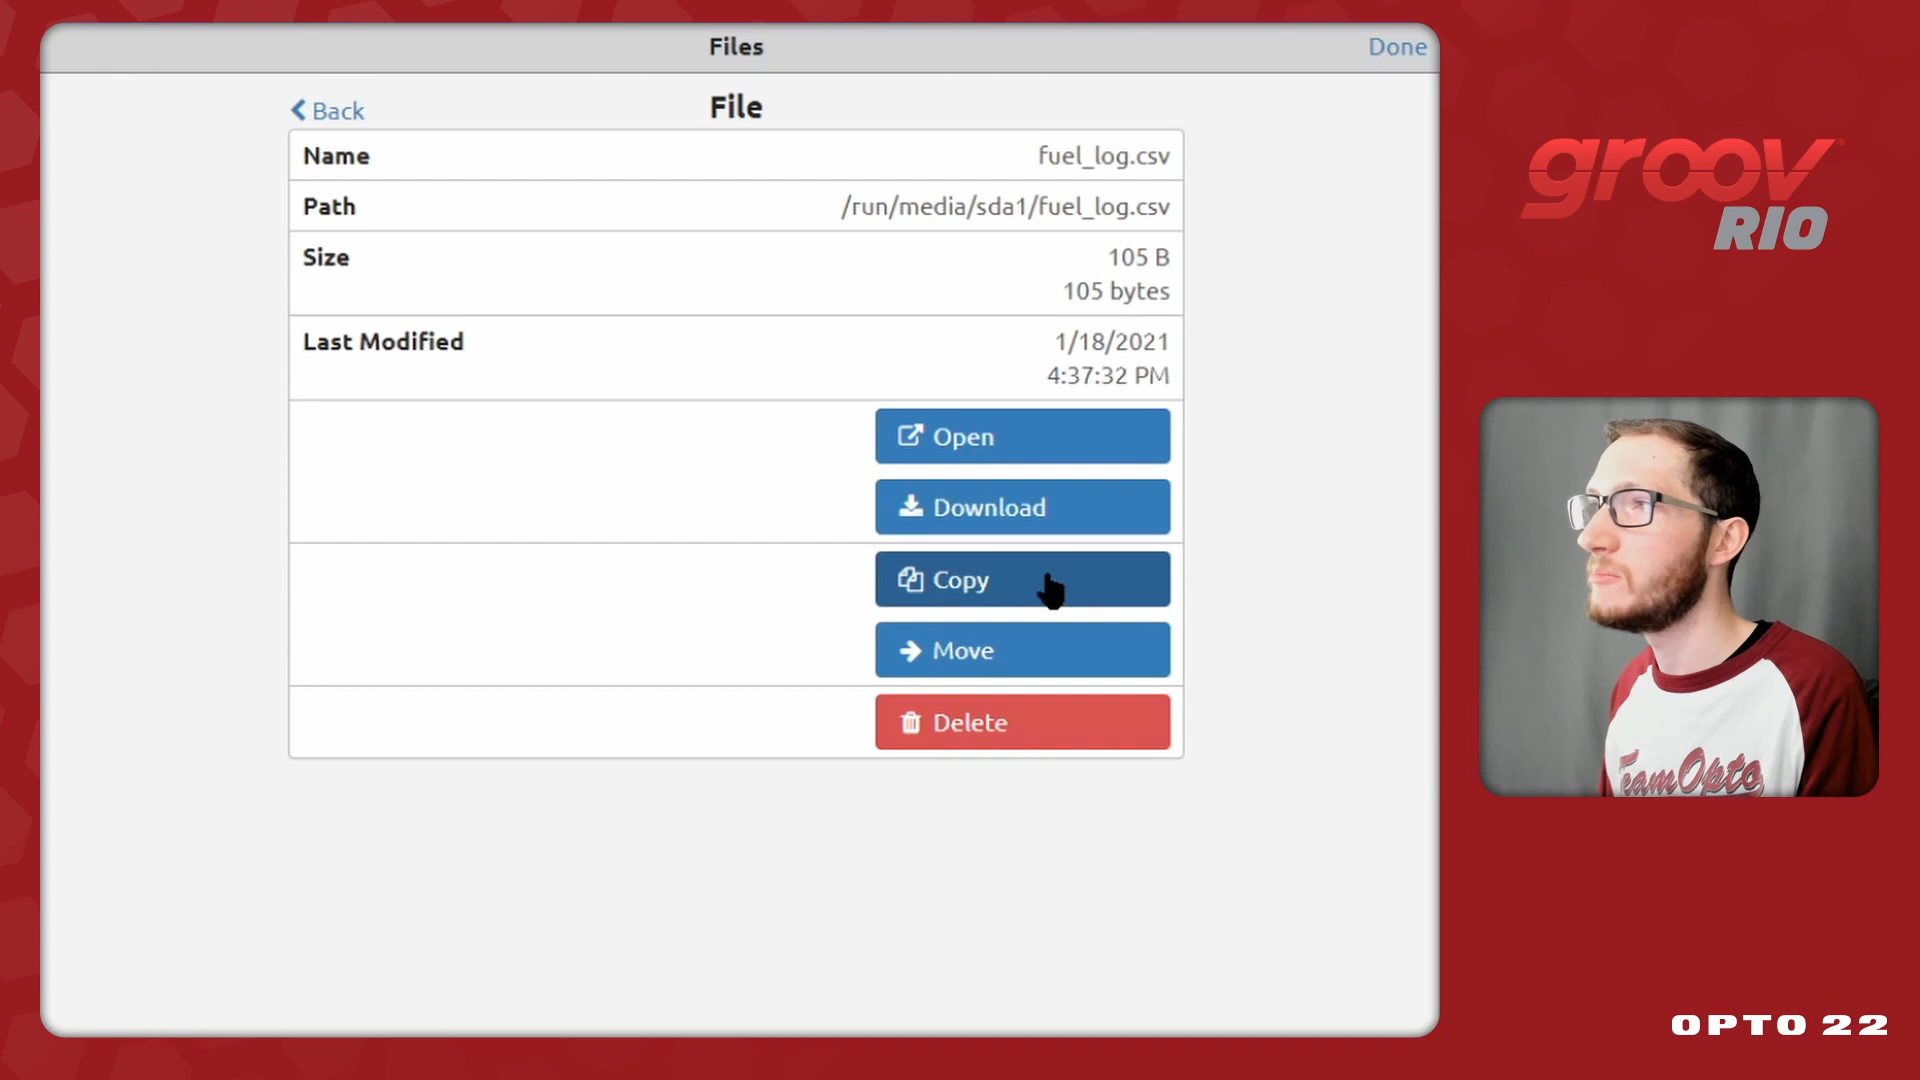 Files
Done
Back
File
Name
fuel_log.csv
Path
/run/media/sda1/fuel_log.csv
Size
105 B
105 bytes
Last Modified
1/18/2021
4:37:32 PM
Open
Download
Copy
Move
Delete
groov
RIO
TeamOpto
OPTO 22